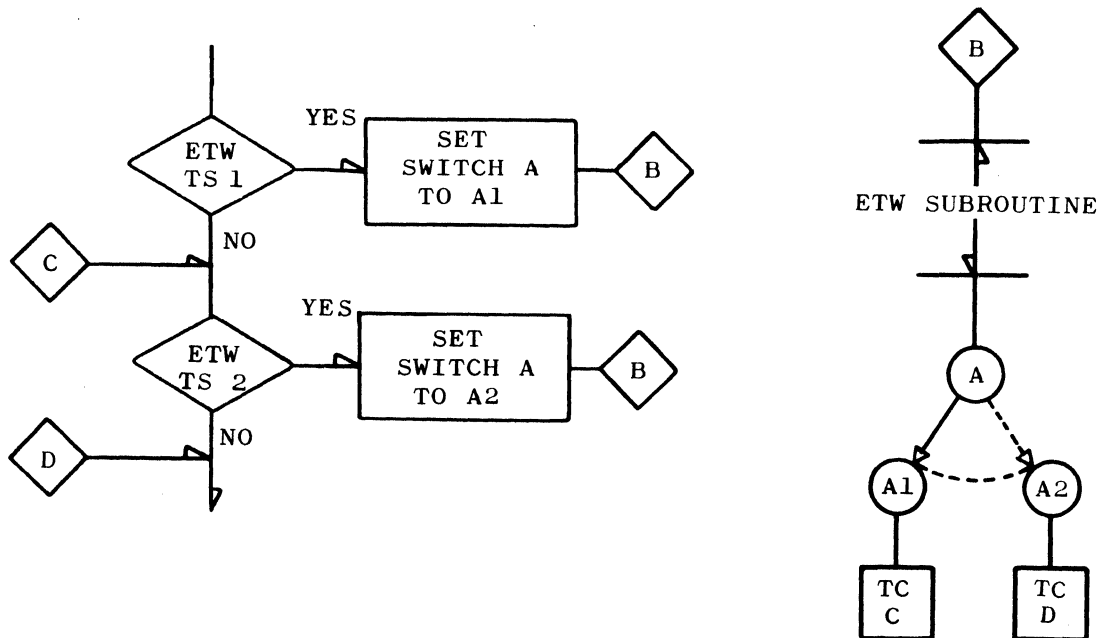 YES
ETW
TS 1
SET
SWITCH A
TO A1
B
NO
C
YES
ETW
TS 2
SET
SWITCH A
TO A2
B
NO
D
B
ETW SUBROUTINE
A
A1
A2
TC
C
TC
D